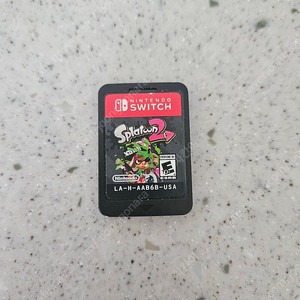 NINTENDO
SWITCH
Splatoon 2
Nintendo
E
LA-H-AAB6B-USA